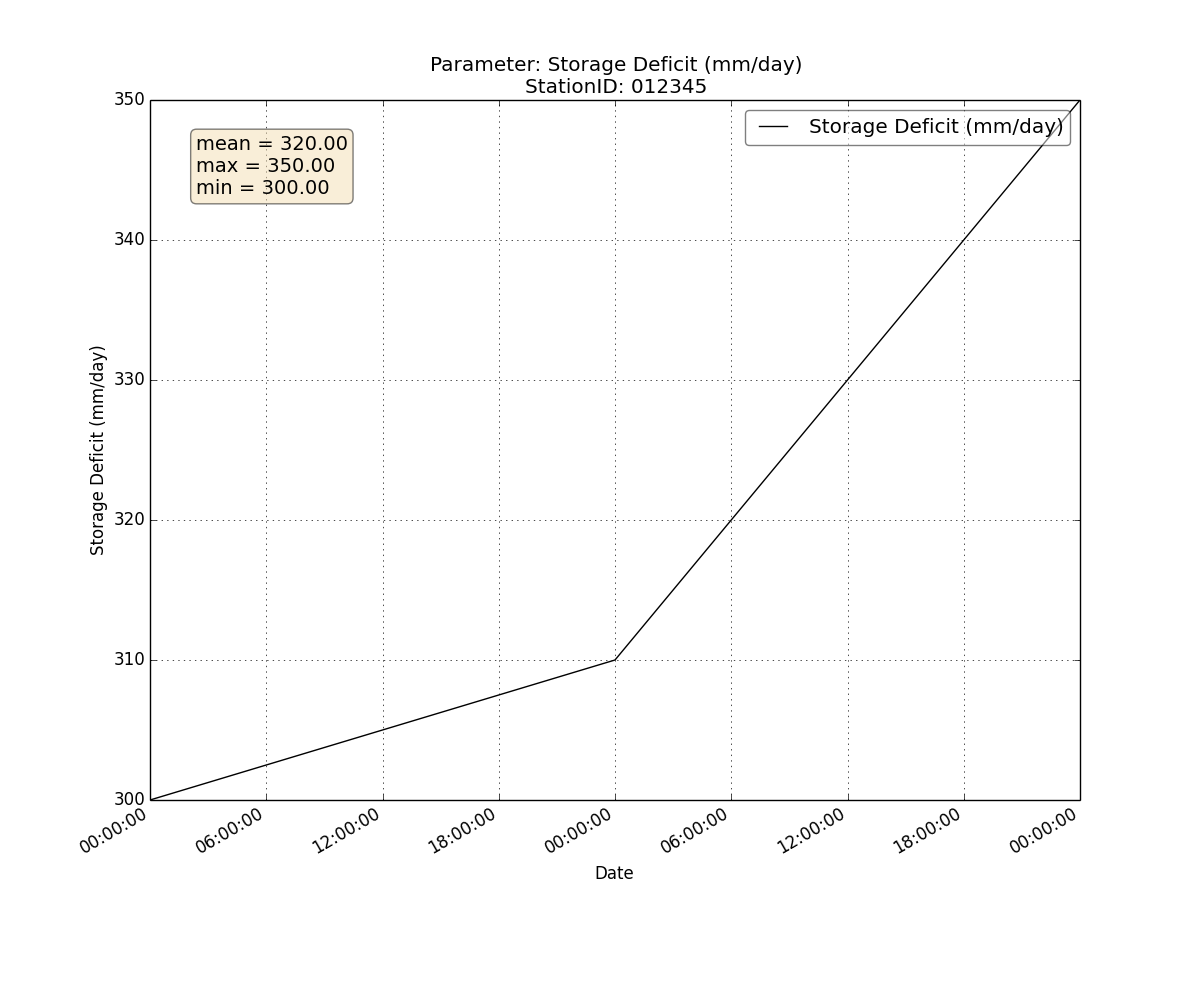 Parameter: Storage Deficit (mm/day)
StationID: 012345
350
mean = 320.00
max = 350.00
min = 300.00
Storage Deficit (mm/day)
340
330
320
310
300
Storage Deficit (mm/day)
00:00:00
06:00:00
12:00:00
18:00:00
00:00:00
06:00:00
12:00:00
18:00:00
00:00:00
Date